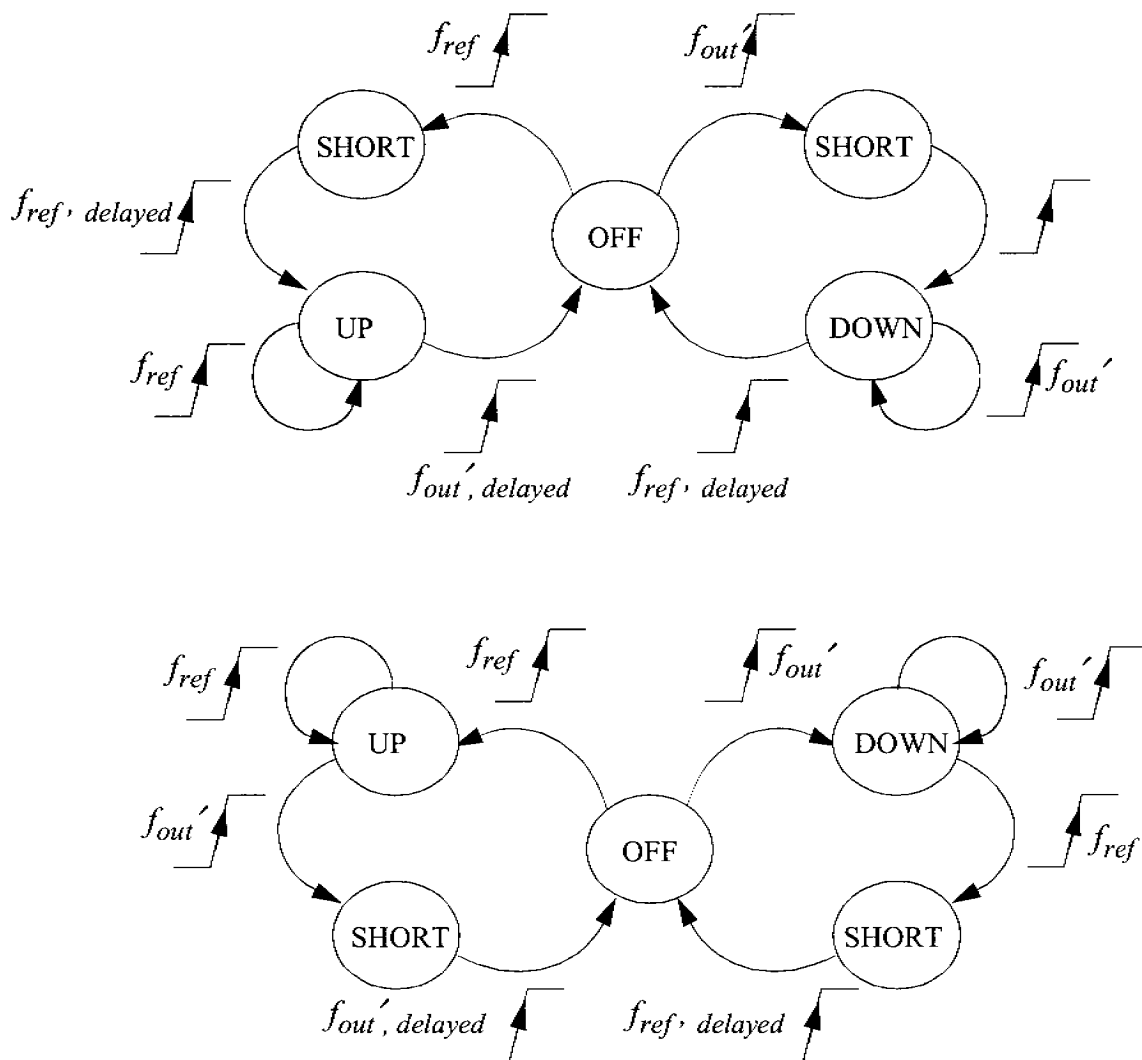 f_ref f_out′
SHORT SHORT
f_ref, delayed
OFF
UP DOWN
f_ref f_out′
f_out′, delayed f_ref, delayed
f_ref f_ref f_out′ f_out′
UP DOWN
f_out′ f_ref
OFF
SHORT SHORT
f_out′, delayed f_ref, delayed